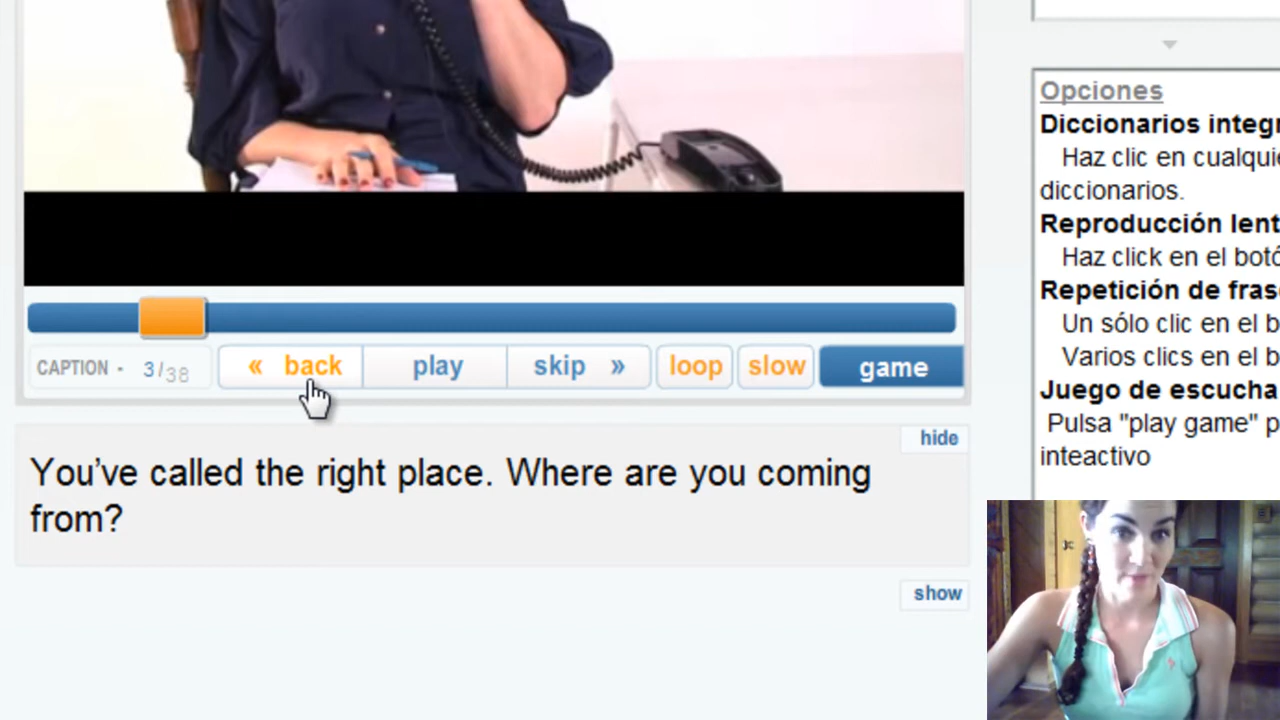 Opciones
Diccionarios integ
Haz clic en cualqui
diccionarios.
Reproducción lent
Haz click en el bot
Repetición de fras
Un sólo clic en el b
Varios clics en el b
Juego de escucha
Pulsa "play game" p
inteactivo
CAPTION - 3/38
« back
play
skip »
loop
slow
game
hide
You’ve called the right place. Where are you coming
from?
show